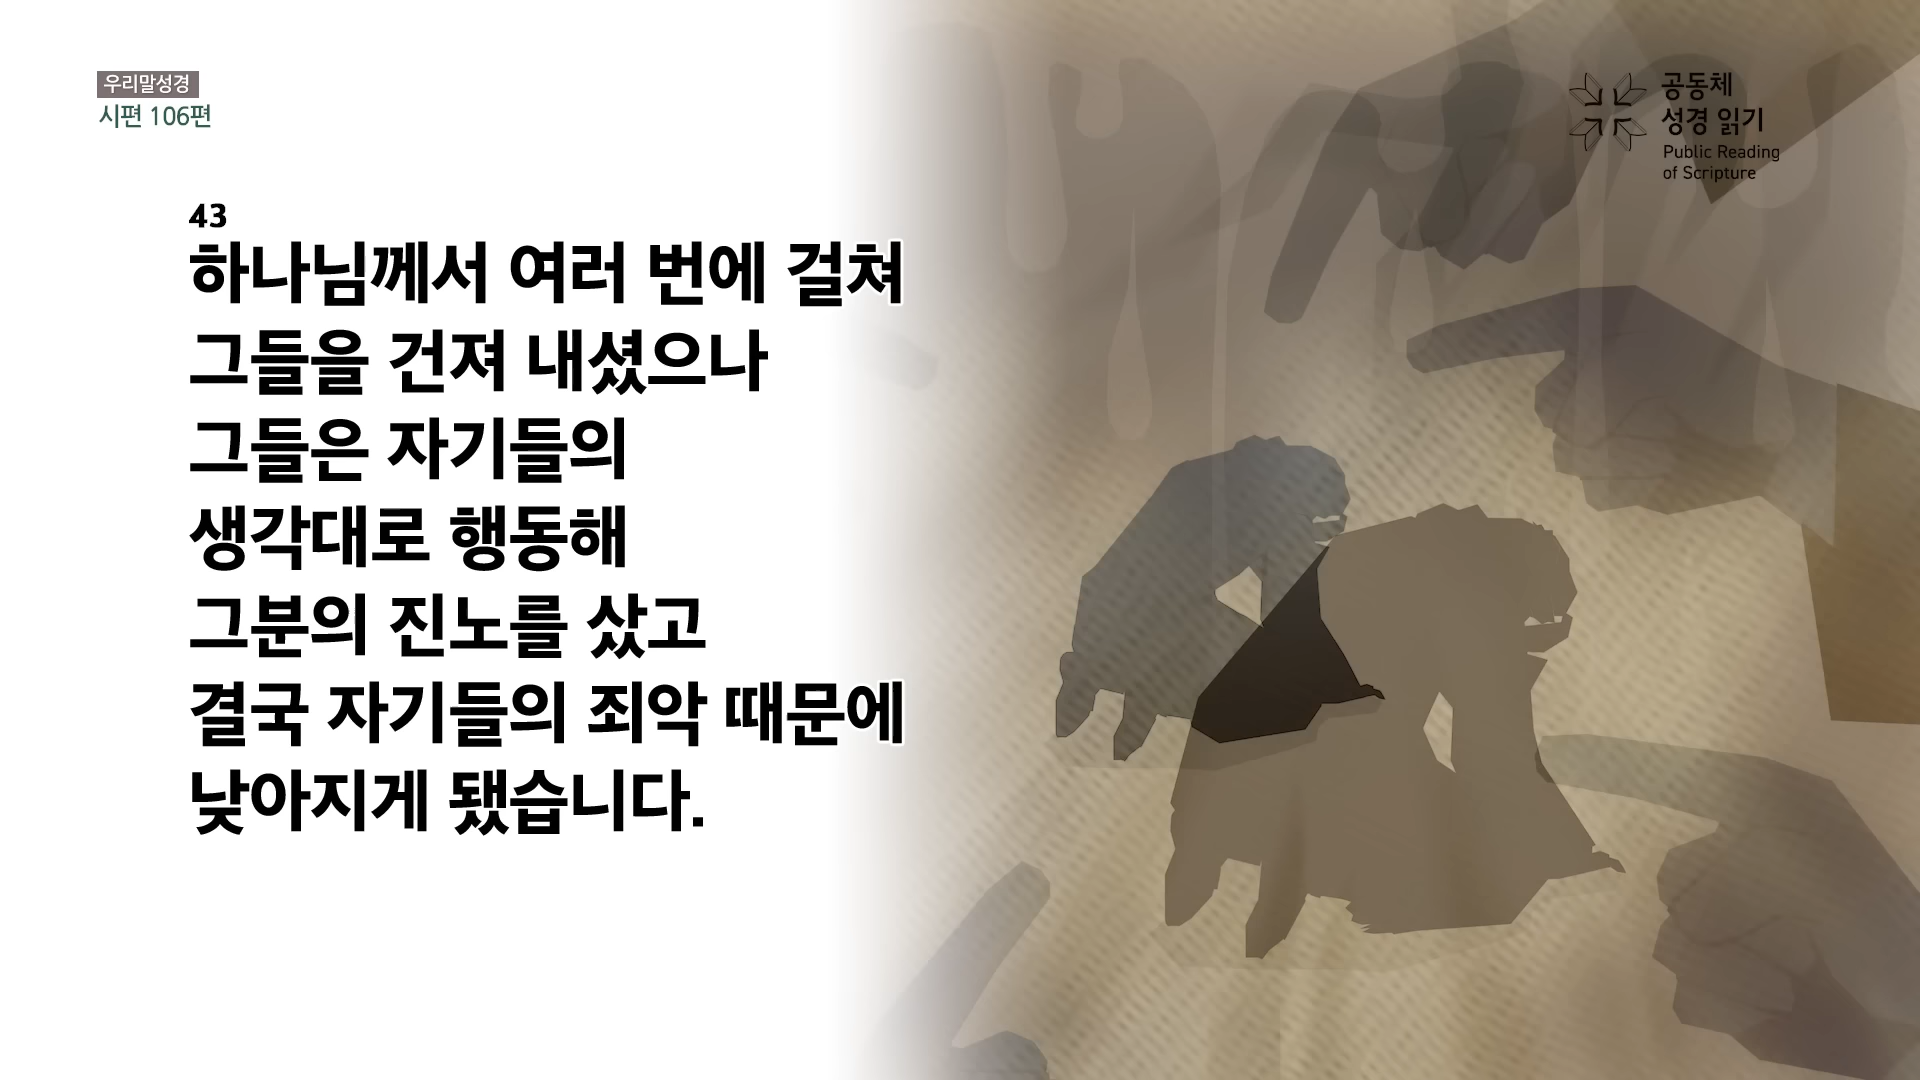 우리말성경
시편 106편
공동체
성경 읽기
Public Reading
of Scripture
43
하나님께서 여러 번에 걸쳐
그들을 건져 내셨으나
그들은 자기들의
생각대로 행동해
그분의 진노를 샀고
결국 자기들의 죄악 때문에
낮아지게 됐습니다.